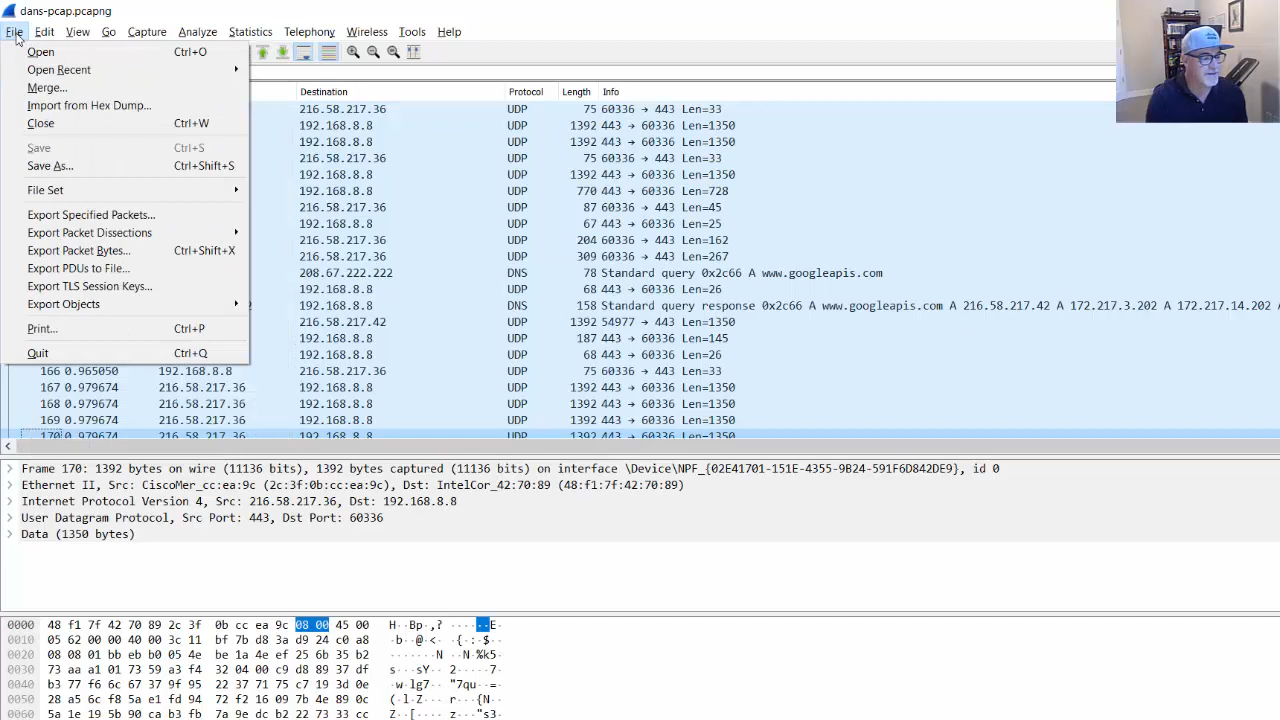 dans-pcap.pcapng
File Edit View Go Capture Analyze Statistics Telephony Wireless Tools Help
Open Ctrl+O
Open Recent
Merge...
Import from Hex Dump...
Close Ctrl+W
Save Ctrl+S
Save As... Ctrl+Shift+S
File Set
Export Specified Packets...
Export Packet Dissections
Export Packet Bytes... Ctrl+Shift+X
Export PDUs to File...
Export TLS Session Keys...
Export Objects
Print... Ctrl+P
Quit Ctrl+Q
Destination Protocol Length Info
216.58.217.36 UDP 75 60336 → 443 Len=33
192.168.8.8 UDP 1392 443 → 60336 Len=1350
192.168.8.8 UDP 1392 443 → 60336 Len=1350
216.58.217.36 UDP 75 60336 → 443 Len=33
192.168.8.8 UDP 1392 443 → 60336 Len=1350
192.168.8.8 UDP 770 443 → 60336 Len=728
216.58.217.36 UDP 87 60336 → 443 Len=45
192.168.8.8 UDP 67 443 → 60336 Len=25
216.58.217.36 UDP 204 60336 → 443 Len=162
216.58.217.36 UDP 309 60336 → 443 Len=267
208.67.222.222 DNS 78 Standard query 0x2c66 A www.googleapis.com
192.168.8.8 UDP 68 443 → 60336 Len=26
192.168.8.8 DNS 158 Standard query response 0x2c66 A www.googleapis.com A 216.58.217.42 A 172.217.3.202 A 172.217.14.202 A
216.58.217.42 UDP 1392 54977 → 443 Len=1350
192.168.8.8 UDP 187 443 → 60336 Len=145
192.168.8.8 UDP 68 443 → 60336 Len=26
166 0.965050 192.168.8.8 216.58.217.36 UDP 75 60336 → 443 Len=33
167 0.979674 216.58.217.36 192.168.8.8 UDP 1392 443 → 60336 Len=1350
168 0.979674 216.58.217.36 192.168.8.8 UDP 1392 443 → 60336 Len=1350
169 0.979674 216.58.217.36 192.168.8.8 UDP 1392 443 → 60336 Len=1350
170 0.979674 216.58.217.36 192.168.8.8 UDP 1392 443 → 60336 Len=1350
Frame 170: 1392 bytes on wire (11136 bits), 1392 bytes captured (11136 bits) on interface \Device\NPF_{02E41701-151E-4355-9B24-591F6D842DE9}, id 0
Ethernet II, Src: CiscoMer_cc:ea:9c (2c:3f:0b:cc:ea:9c), Dst: IntelCor_42:70:89 (48:f1:7f:42:70:89)
Internet Protocol Version 4, Src: 216.58.217.36, Dst: 192.168.8.8
User Datagram Protocol, Src Port: 443, Dst Port: 60336
Data (1350 bytes)
0000 48 f1 7f 42 70 89 2c 3f 0b cc ea 9c 08 00 45 00 H··Bp·,? ······E·
0010 05 62 00 00 40 00 3c 11 bf 7b d8 3a d9 24 c0 a8 ·b··@·<· ·{·:·$··
0020 08 08 01 bb eb b0 05 4e be 1a 4e ef 25 6b 35 b2 ·······N ··N·%k5·
0030 73 aa a1 01 73 59 a3 f4 32 04 00 c9 d8 89 37 df s···sY·· 2·····7·
0040 b3 77 f6 6c 67 37 9f 95 22 37 71 75 c7 19 3d 0e ·w·lg7·· "7qu··=·
0050 28 a5 6c f8 5a e1 fd 94 72 f2 16 09 7b 4e 89 0c (·l·Z··· r···{N··
0060 5a 1e 19 5b 90 ca b3 fb 7a 9e dc b2 22 73 33 cc Z··[···· z···"s3·